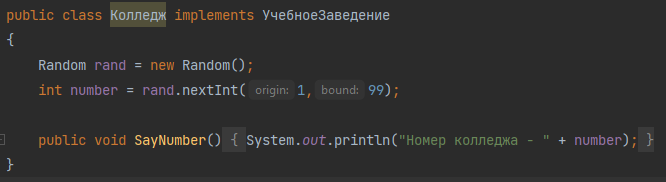 public class Колледж implements УчебноеЗаведение
{
Random rand = new Random();
int number = rand.nextInt( origin: 1, bound: 99);
public void SayNumber() { System.out.println("Номер колледжа - " + number); }
}